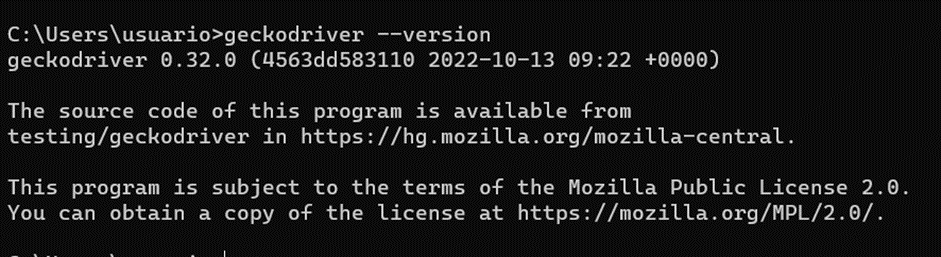 C:\Users\usuario>geckodriver --version
geckodriver 0.32.0 (4563dd583110 2022-10-13 09:22 +0000)
The source code of this program is available from
testing/geckodriver in https://hg.mozilla.org/mozilla-central.
This program is subject to the terms of the Mozilla Public License 2.0.
You can obtain a copy of the license at https://mozilla.org/MPL/2.0/.